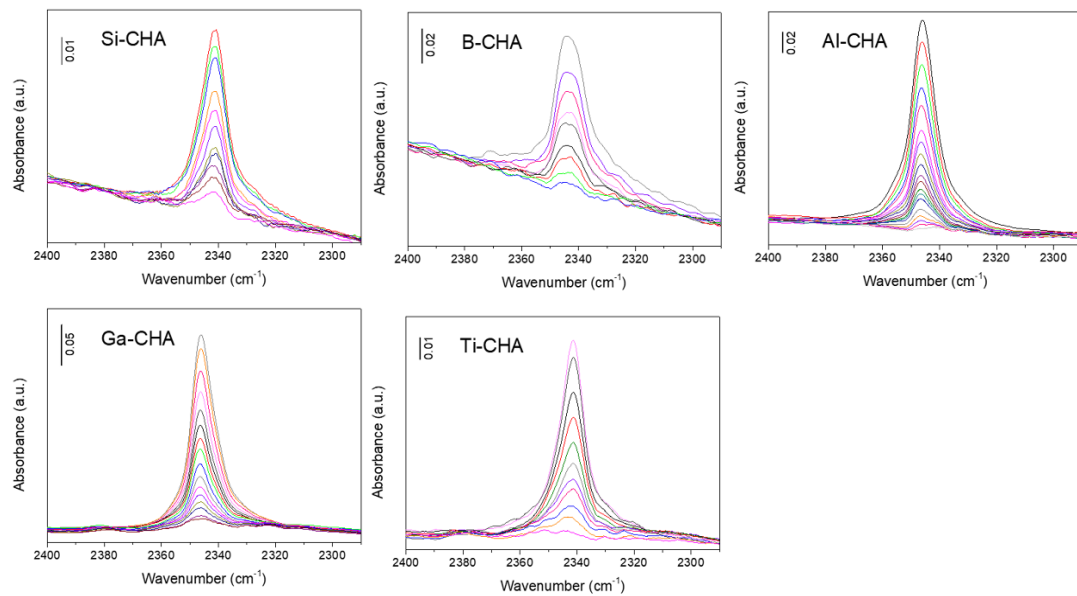 Si-CHA
0.01
Absorbance (a.u.)
2400 2380 2360 2340 2320 2300
Wavenumber (cm⁻¹)
B-CHA
0.02
Absorbance (a.u.)
2400 2380 2360 2340 2320 2300
Wavenumber (cm⁻¹)
Al-CHA
0.02
Absorbance (a.u.)
2400 2380 2360 2340 2320 2300
Wavenumber (cm⁻¹)
Ga-CHA
0.05
Absorbance (a.u.)
2400 2380 2360 2340 2320 2300
Wavenumber (cm⁻¹)
Ti-CHA
0.01
Absorbance (a.u.)
2400 2380 2360 2340 2320 2300
Wavenumber (cm⁻¹)